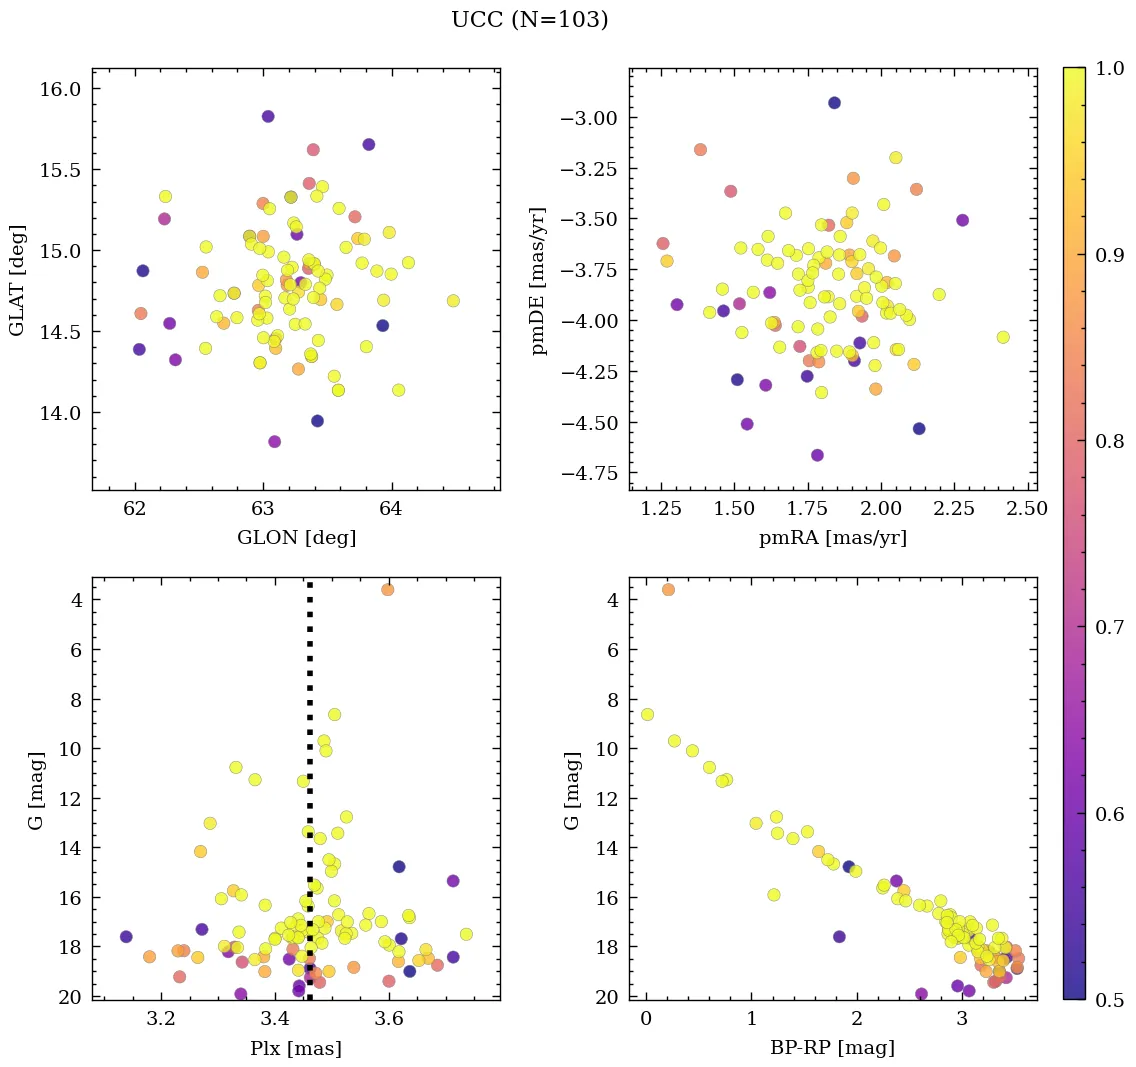 UCC (N=103)
16.0
15.5
15.0
14.5
14.0
GLAT [deg]
62 63 64
GLON [deg]
−3.00
−3.25
−3.50
−3.75
−4.00
−4.25
−4.50
−4.75
pmDE [mas/yr]
1.25 1.50 1.75 2.00 2.25 2.50
pmRA [mas/yr]
4
6
8
10
12
14
16
18
20
G [mag]
3.2 3.4 3.6
Plx [mas]
4
6
8
10
12
14
16
18
20
G [mag]
0 1 2 3
BP-RP [mag]
1.0
0.9
0.8
0.7
0.6
0.5